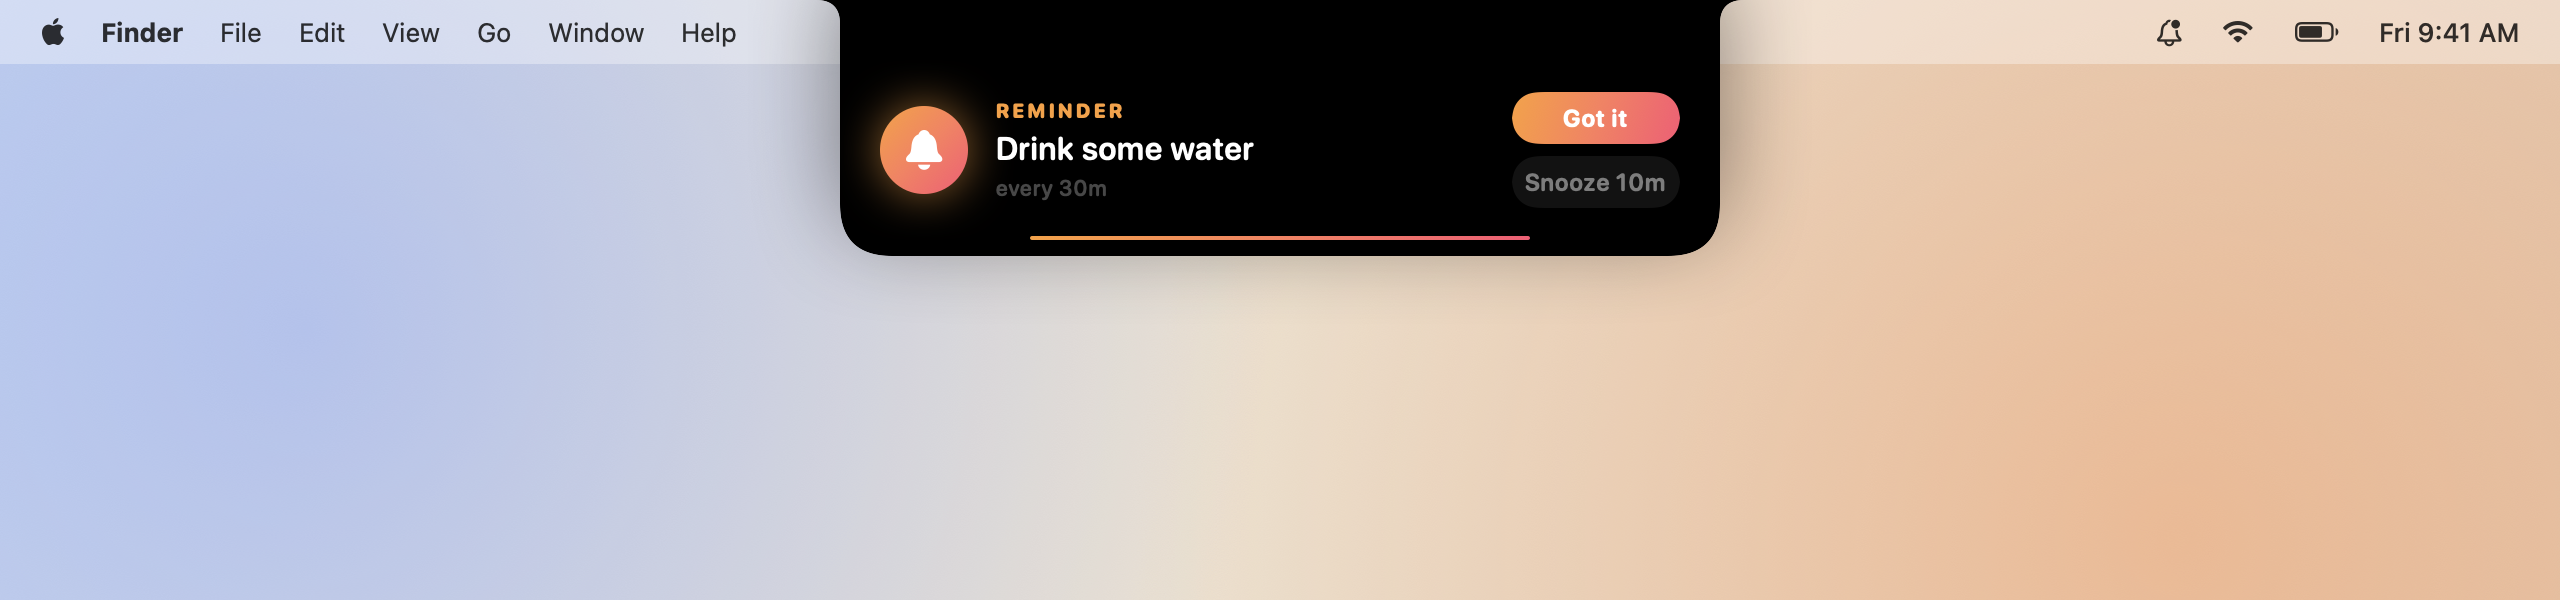 Finder File Edit View Go Window Help Fri 9:41 AM
REMINDER
Drink some water
every 30m
Got it
Snooze 10m